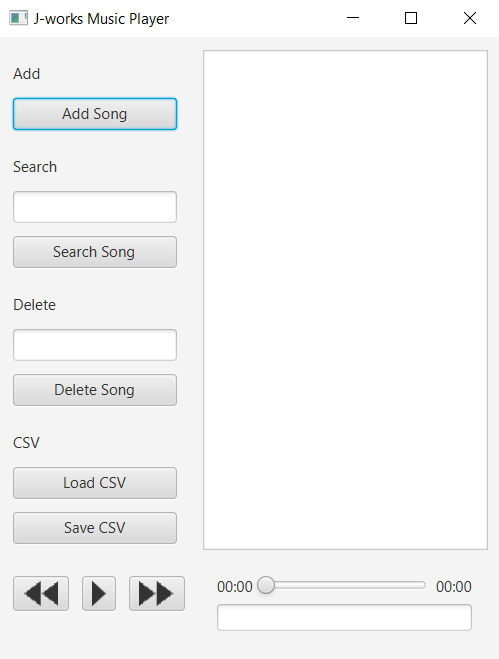 J-works Music Player
Add
Add Song
Search
Search Song
Delete
Delete Song
CSV
Load CSV
Save CSV
00:00 00:00